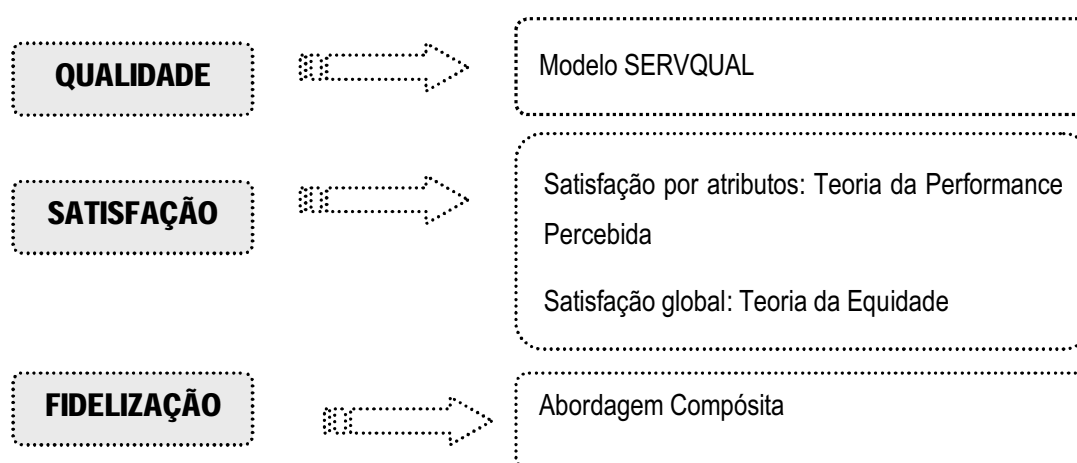 QUALIDADE
Modelo SERVQUAL
SATISFAÇÃO
Satisfação por atributos: Teoria da Performance
Percebida
Satisfação global: Teoria da Equidade
FIDELIZAÇÃO
Abordagem Compósita